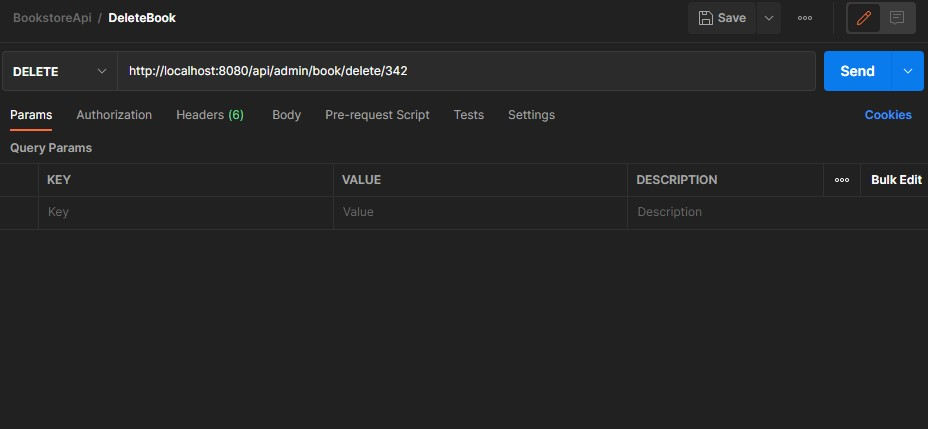 BookstoreApi / DeleteBook
Save
DELETE http://localhost:8080/api/admin/book/delete/342 Send
Params Authorization Headers (6) Body Pre-request Script Tests Settings Cookies
Query Params
KEY VALUE DESCRIPTION Bulk Edit
Key Value Description